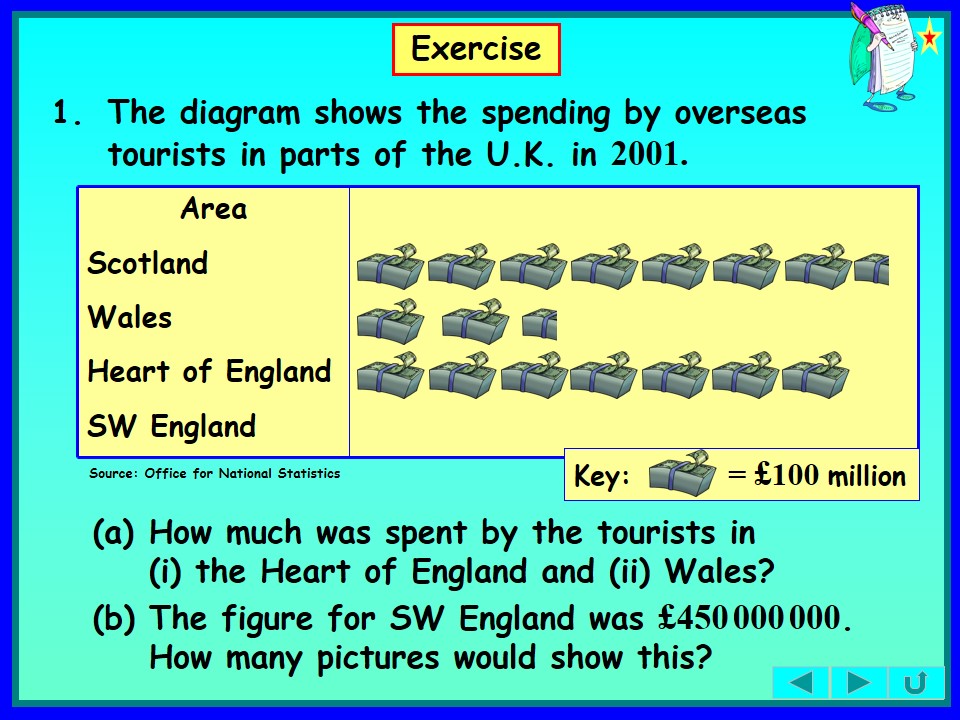 Exercise
1. The diagram shows the spending by overseas
tourists in parts of the U.K. in 2001.
Area
Scotland
Wales
Heart of England
SW England
Source: Office for National Statistics
Key: = £100 million
(a) How much was spent by the tourists in
(i) the Heart of England and (ii) Wales?
(b) The figure for SW England was £450 000 000.
How many pictures would show this?